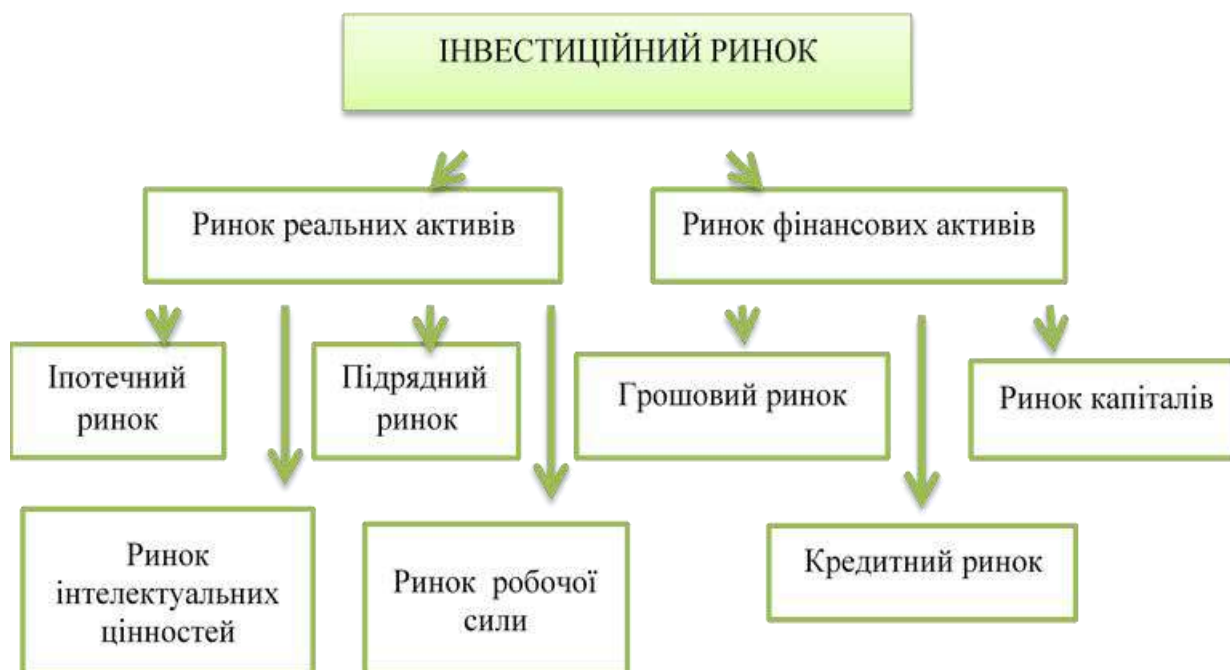 ІНВЕСТИЦІЙНИЙ РИНОК
Ринок реальних активів
Ринок фінансових активів
Іпотечний
ринок
Підрядний
ринок
Грошовий ринок
Ринок капіталів
Ринок
інтелектуальних
цінностей
Ринок робочої
сили
Кредитний ринок